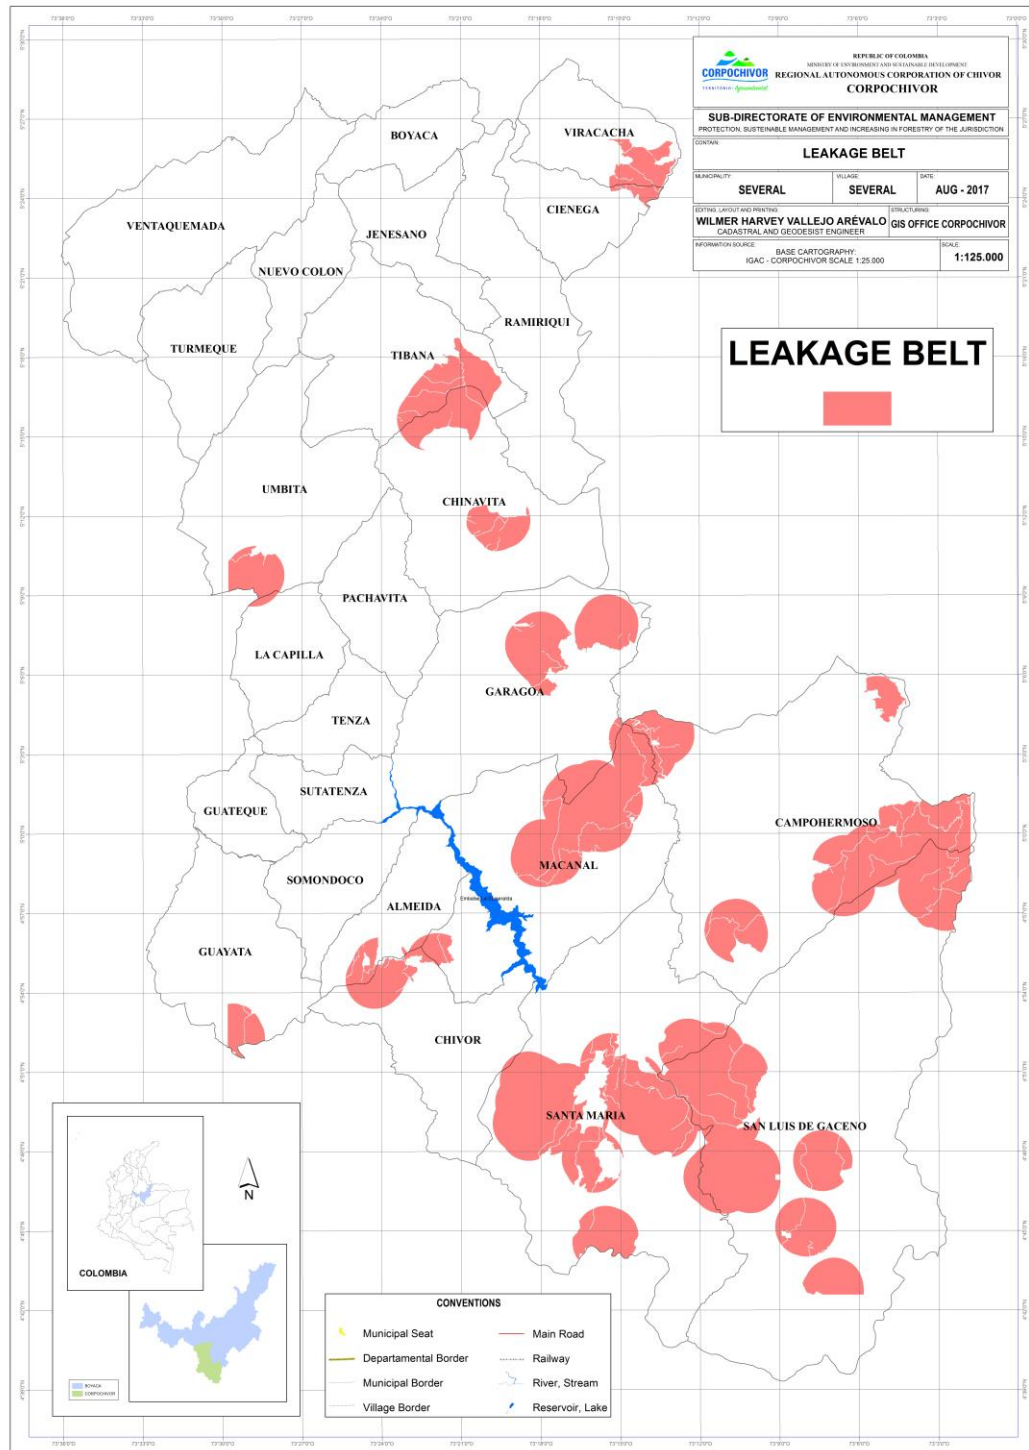 REPUBLIC OF COLOMBIA
MINISTRY OF ENVIRONMENT AND SUSTAINABLE DEVELOPMENT
REGIONAL AUTONOMOUS CORPORATION OF CHIVOR
CORPOCHIVOR
CORPOCHIVOR
SUB-DIRECTORATE OF ENVIRONMENTAL MANAGEMENT
PROTECTION, SUSTEINABLE MANAGEMENT AND INCREASING IN FORESTRY OF THE JURISDICTION
CONTAIN:
LEAKAGE BELT
MUNICIPALITY: VILLAGE: DATE:
SEVERAL SEVERAL AUG - 2017
EDITING, LAYOUT AND PRINTING: STRUCTURING:
WILMER HARVEY VALLEJO ARÉVALO GIS OFFICE CORPOCHIVOR
CADASTRAL AND GEODESIST ENGINEER
INFORMATION SOURCE: SCALE:
BASE CARTOGRAPHY:
IGAC - CORPOCHIVOR SCALE 1:25.000
1:125.000
LEAKAGE BELT
BOYACA
VIRACACHA
VENTAQUEMADA
CIENEGA
JENESANO
NUEVO COLON
RAMIRIQUI
TURMEQUE
TIBANA
UMBITA
CHINAVITA
PACHAVITA
LA CAPILLA
GARAGOA
TENZA
SUTATENZA
GUATEQUE
CAMPOHERMOSO
MACANAL
SOMONDOCO
ALMEIDA
GUAYATA
CHIVOR
SANTA MARIA
SAN LUIS DE GACENO
N
COLOMBIA
BOYACA
CORPOCHIVOR
CONVENTIONS
Municipal Seat Main Road
Departamental Border Railway
Municipal Border River, Stream
Village Border Reservoir, Lake